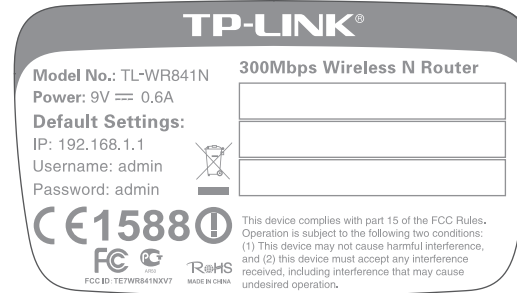 TP-LINK®
Model No.: TL-WR841N
Power: 9V ⎓ 0.6A
Default Settings:
IP: 192.168.1.1
Username: admin
Password: admin
300Mbps Wireless N Router
CE1588
FC
FCC ID: TE7WR841NXV7
RoHS
MADE IN CHINA
This device complies with part 15 of the FCC Rules.
Operation is subject to the following two conditions:
(1) This device may not cause harmful interference,
and (2) this device must accept any interference
received, including interference that may cause
undesired operation.